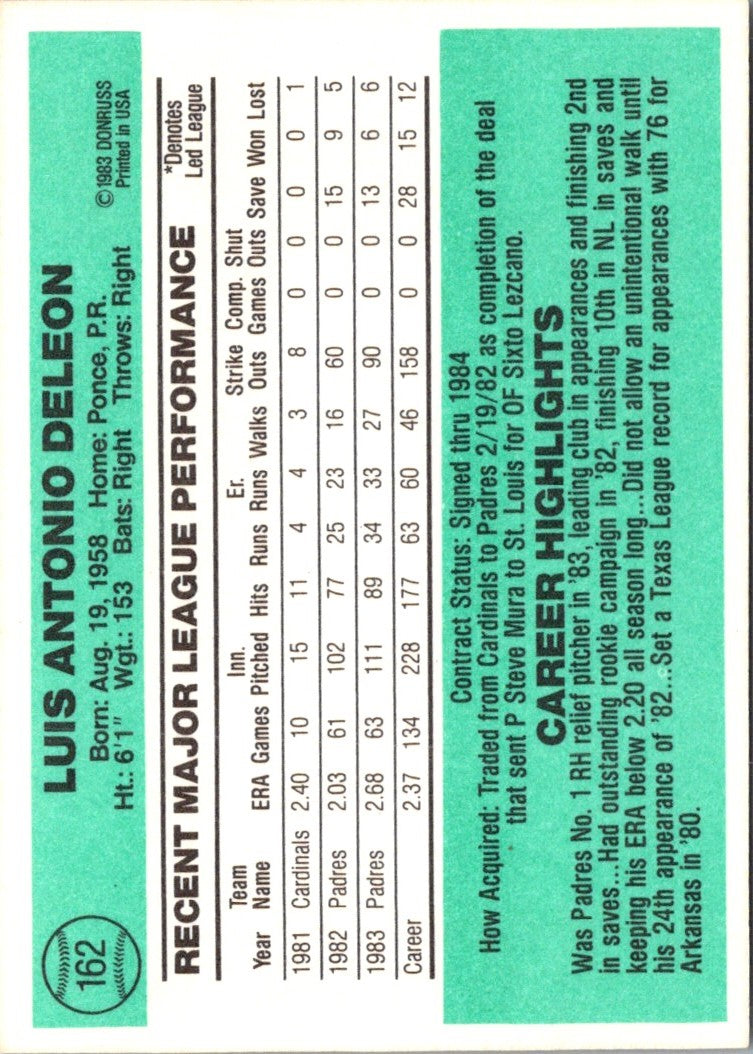 162
LUIS ANTONIO DELEON
Born: Aug. 19, 1958 Home: Ponce, P.R.
Ht.: 6'1" Wgt.: 153 Bats: Right Throws: Right
©1983 DONRUSS
Printed in USA
RECENT MAJOR LEAGUE PERFORMANCE
*Denotes
Led League
Team Inn. Er. Strike Comp. Shut
Year Name ERA Games Pitched Hits Runs Runs Walks Outs Games Outs Save Won Lost
1981 Cardinals 2.40 10 15 11 4 4 3 8 0 0 0 0 1
1982 Padres 2.03 61 102 77 25 23 16 60 0 0 15 9 5
1983 Padres 2.68 63 111 89 34 33 27 90 0 0 13 6 6
Career 2.37 134 228 177 63 60 46 158 0 0 28 15 12
Contract Status: Signed thru 1984
How Acquired: Traded from Cardinals to Padres 2/19/82 as completion of the deal
that sent P Steve Mura to St. Louis for OF Sixto Lezcano.
CAREER HIGHLIGHTS
Was Padres No. 1 RH relief pitcher in '83, leading club in appearances and finishing 2nd
in saves...Had outstanding rookie campaign in '82, finishing 10th in NL in saves and
keeping his ERA below 2.20 all season long...Did not allow an unintentional walk until
his 24th appearance of '82...Set a Texas League record for appearances with 76 for
Arkansas in '80.